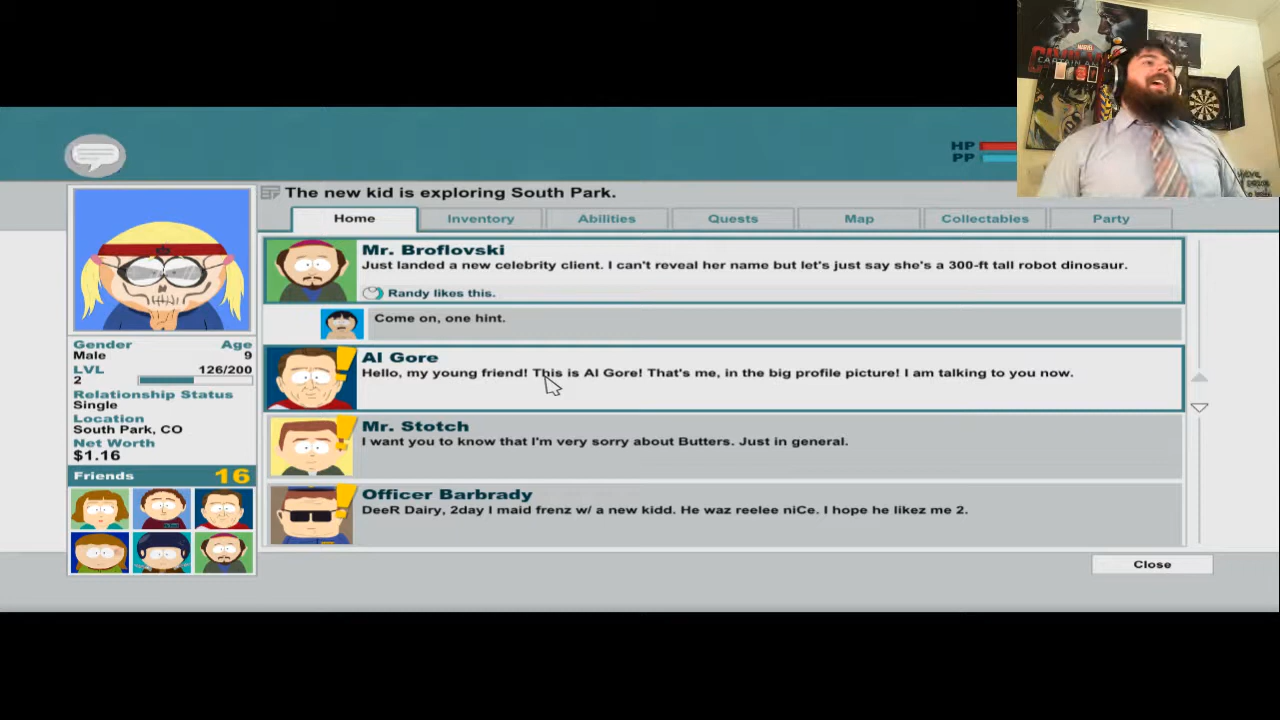 HP
PP
The new kid is exploring South Park.
Home
Inventory
Abilities
Quests
Map
Collectables
Party
Mr. Broflovski
Just landed a new celebrity client. I can't reveal her name but let's just say she's a 300-ft tall robot dinosaur.
Randy likes this.
Come on, one hint.
Al Gore
Hello, my young friend! This is Al Gore! That's me, in the big profile picture! I am talking to you now.
Mr. Stotch
I want you to know that I'm very sorry about Butters. Just in general.
Officer Barbrady
DeeR Dairy, 2day I maid frenz w/ a new kidd. He waz reelee niCe. I hope he likez me 2.
Gender Age
Male 9
LVL 126/200
2
Relationship Status
Single
Location
South Park, CO
Net Worth
$1.16
Friends 16
Close
MARVEL